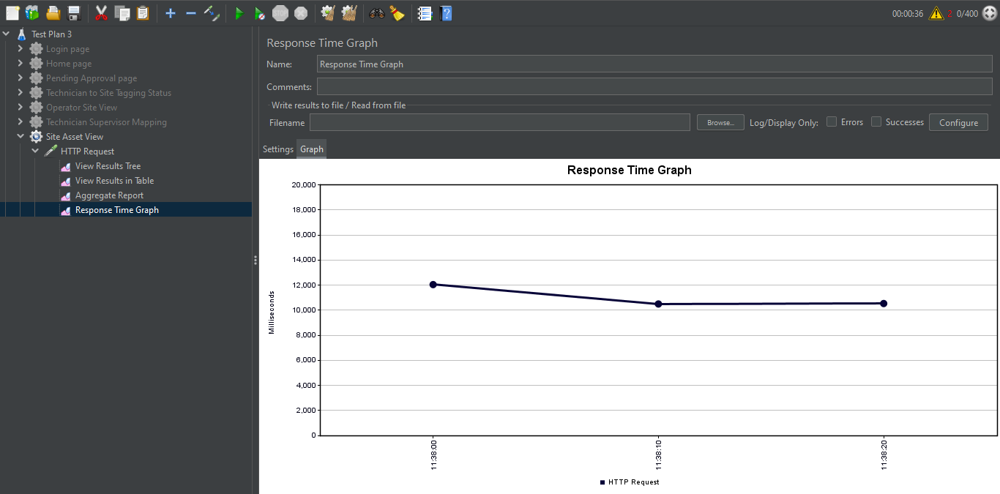 STOP
00:00:36
2
0/400
Test Plan 3
Login page
Home page
Pending Approval page
Technician to Site Tagging Status
Operator Site View
Technician Supervisor Mapping
Site Asset View
HTTP Request
View Results Tree
View Results in Table
Aggregate Report
Response Time Graph
Response Time Graph
Name: Response Time Graph
Comments:
Write results to file / Read from file
Filename Browse... Log/Display Only: Errors Successes Configure
Settings Graph
Response Time Graph
20,000
18,000
16,000
14,000
12,000
10,000
8,000
6,000
4,000
2,000
0
Milliseconds
11:38:00
11:38:10
11:38:20
HTTP Request